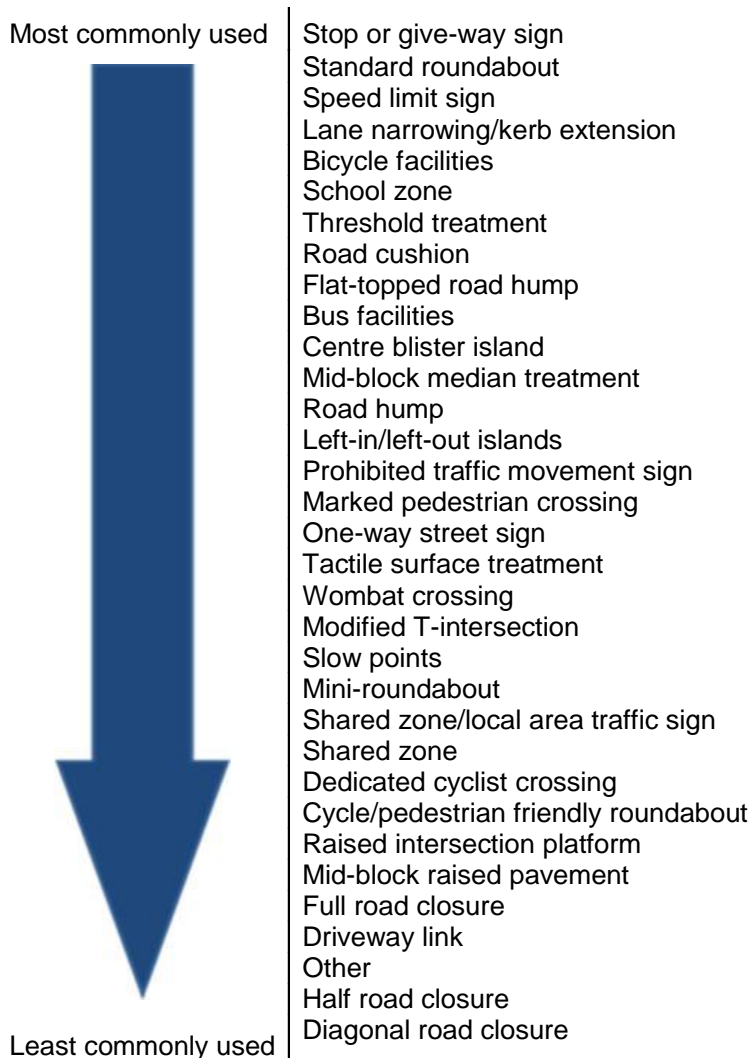 Most commonly used
Stop or give-way sign
Standard roundabout
Speed limit sign
Lane narrowing/kerb extension
Bicycle facilities
School zone
Threshold treatment
Road cushion
Flat-topped road hump
Bus facilities
Centre blister island
Mid-block median treatment
Road hump
Left-in/left-out islands
Prohibited traffic movement sign
Marked pedestrian crossing
One-way street sign
Tactile surface treatment
Wombat crossing
Modified T-intersection
Slow points
Mini-roundabout
Shared zone/local area traffic sign
Shared zone
Dedicated cyclist crossing
Cycle/pedestrian friendly roundabout
Raised intersection platform
Mid-block raised pavement
Full road closure
Driveway link
Other
Half road closure
Diagonal road closure
Least commonly used